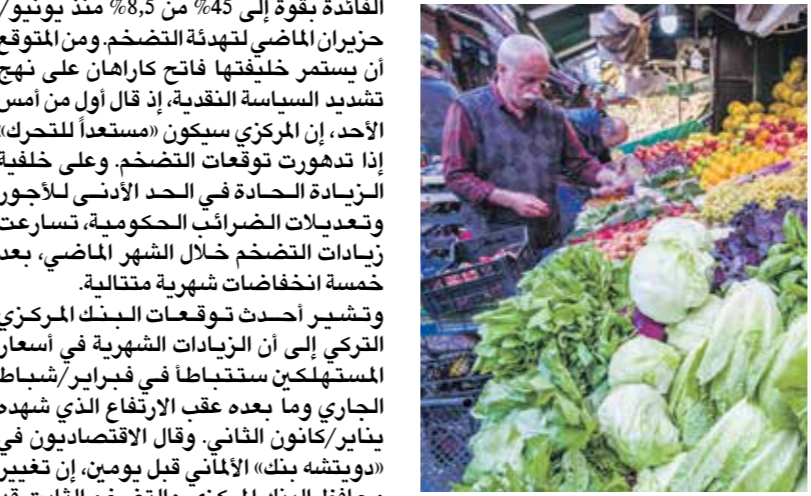 الفائدة بقوة إلى 45% من 8,5% منذ يونيو/
حزيران الماضي لتهدئة التضخم. ومن المتوقع
أن يستمر خليفتها فاتح كاراهان على نهج
تشديد السياسة النقدية، إذ قال أول من أمس
الأحد، إن المركزي سيكون «مستعداً للتحرك»
إذا تدهورت توقعات التضخم. وعلى خلفية
الزيادة الحادة في الحد الأدنى للأجور
وتعديلات الضرائب الحكومية، تسارعت
زيادات التضخم خلال الشهر الماضي، بعد
خمسة انخفاضات شهرية متتالية.
وتشير أحدث توقعات البنك المركزي
التركي إلى أن الزيادات الشهرية في أسعار
المستهلكين ستتباطأ في فبراير/شباط
الجاري وما بعده عقب الارتفاع الذي شهده
يناير/كانون الثاني. وقال الاقتصاديون في
«دويتشه بنك» الألماني قبل يومين، إن تغيير